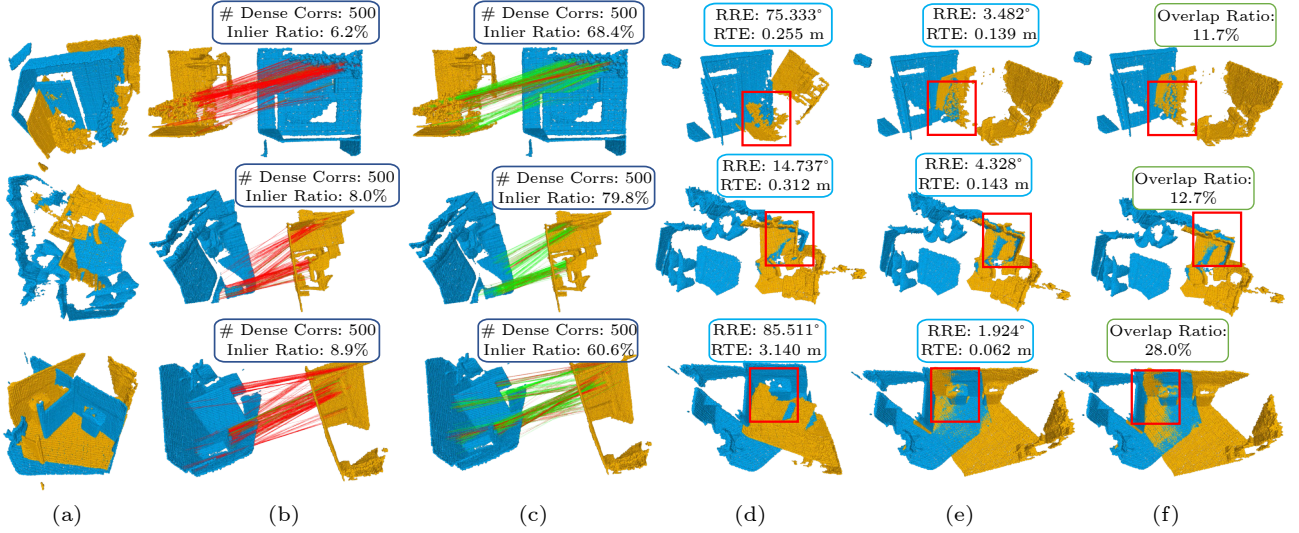 # Dense Corrs: 500
Inlier Ratio: 6.2%
# Dense Corrs: 500
Inlier Ratio: 68.4%
RRE: 75.333°
RTE: 0.255 m
RRE: 3.482°
RTE: 0.139 m
Overlap Ratio:
11.7%
# Dense Corrs: 500
Inlier Ratio: 8.0%
# Dense Corrs: 500
Inlier Ratio: 79.8%
RRE: 14.737°
RTE: 0.312 m
RRE: 4.328°
RTE: 0.143 m
Overlap Ratio:
12.7%
# Dense Corrs: 500
Inlier Ratio: 8.9%
# Dense Corrs: 500
Inlier Ratio: 60.6%
RRE: 85.511°
RTE: 3.140 m
RRE: 1.924°
RTE: 0.062 m
Overlap Ratio:
28.0%
(a) (b) (c) (d) (e) (f)